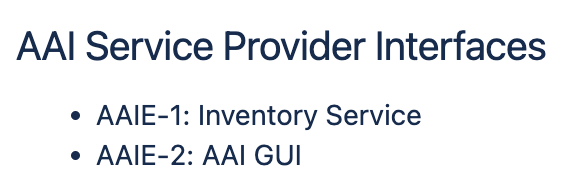 AAI Service Provider Interfaces
• AAIE-1: Inventory Service
• AAIE-2: AAI GUI